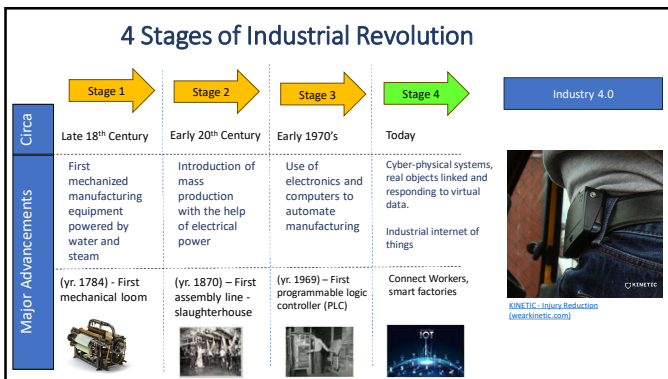 4 Stages of Industrial Revolution
Stage 1
Stage 2
Stage 3
Stage 4
Industry 4.0
Circa
Late 18th Century
Early 20th Century
Early 1970's
Today
Major Advancements
First
mechanized
manufacturing
equipment
powered by
water and
steam
Introduction of
mass
production
with the help
of electrical
power
Use of
electronics and
computers to
automate
manufacturing
Cyber-physical systems,
real objects linked and
responding to virtual
data.
Industrial internet of
things
(yr. 1784) - First
mechanical loom
(yr. 1870) – First
assembly line -
slaughterhouse
(yr. 1969) – First
programmable logic
controller (PLC)
Connect Workers,
smart factories
IOT
KINETIC
KINETIC - Injury Reduction
(wearkinetic.com)